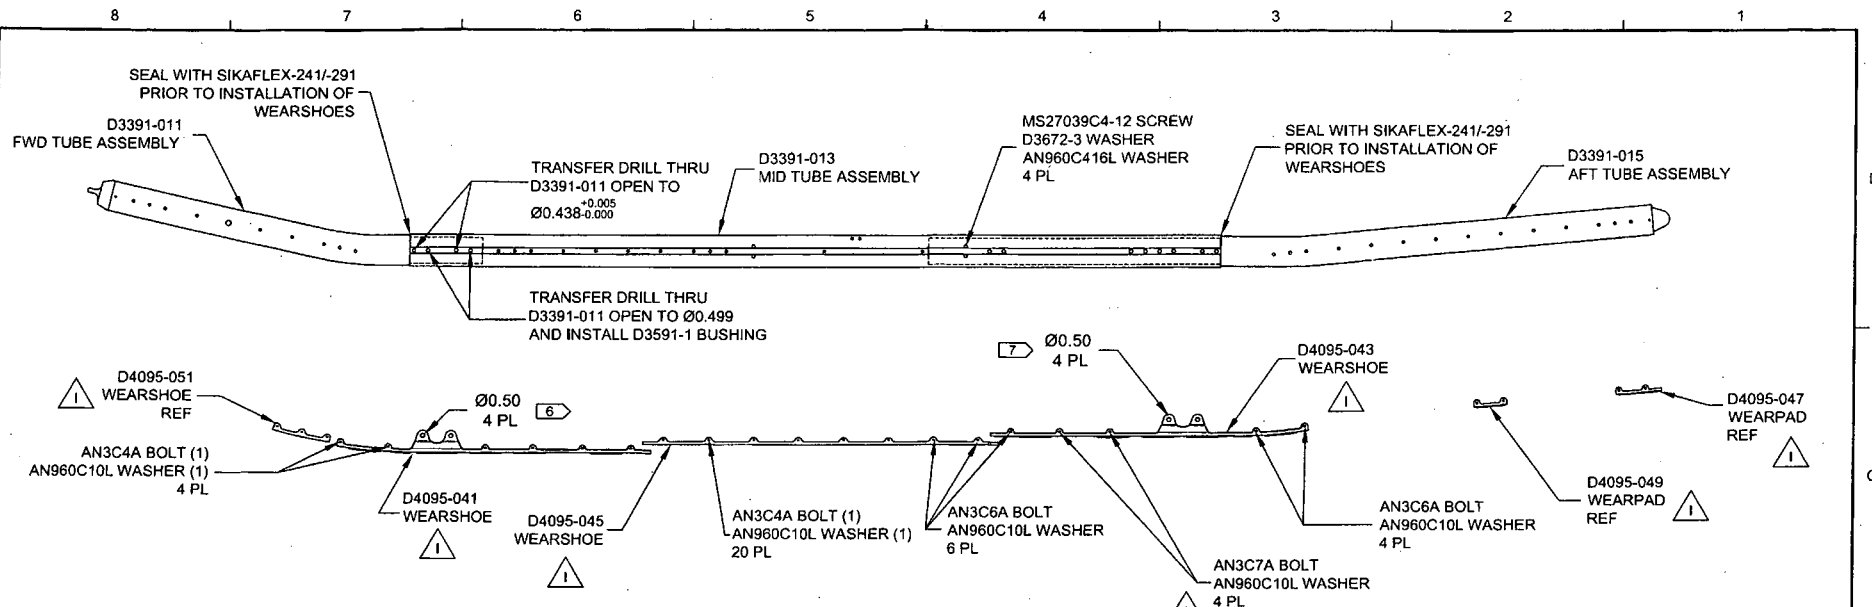 8 7 6 5 4 3 2 1
SEAL WITH SIKAFLEX-241/-291
PRIOR TO INSTALLATION OF
WEARSHOES
D3391-011
FWD TUBE ASSEMBLY
TRANSFER DRILL THRU
D3391-011 OPEN TO
Ø0.438+0.005-0.000
D3391-013
MID TUBE ASSEMBLY
MS27039C4-12 SCREW
D3672-3 WASHER
AN960C416L WASHER
4 PL
SEAL WITH SIKAFLEX-241/-291
PRIOR TO INSTALLATION OF
WEARSHOES
D3391-015
AFT TUBE ASSEMBLY
TRANSFER DRILL THRU
D3391-011 OPEN TO Ø0.499
AND INSTALL D3591-1 BUSHING
D4095-051
WEARSHOE
REF
I
Ø0.50
4 PL
6
7
Ø0.50
4 PL
D4095-043
WEARSHOE
I
D4095-047
WEARPAD
REF
I
AN3C4A BOLT (1)
AN960C10L WASHER (1)
4 PL
D4095-041
WEARSHOE
I
D4095-045
WEARSHOE
I
AN3C4A BOLT (1)
AN960C10L WASHER (1)
20 PL
AN3C6A BOLT
AN960C10L WASHER
6 PL
AN3C7A BOLT
AN960C10L WASHER
4 PL
AN3C6A BOLT
AN960C10L WASHER
4 PL
D4095-049
WEARPAD
REF
I